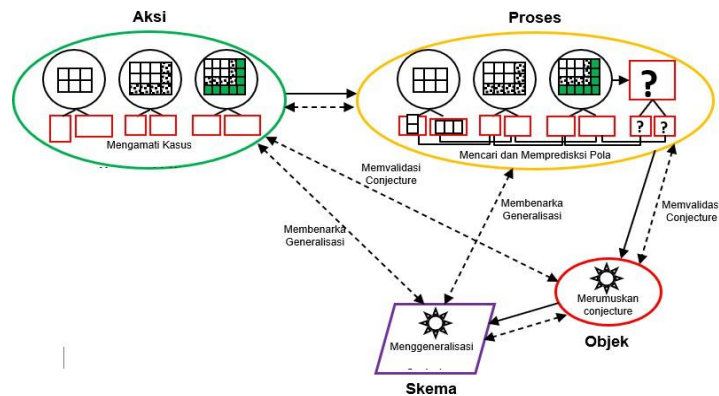 Aksi
Proses
?
? ?
Mengamati Kasus
Mencari dan Memprediksi Pola
Memvalidasi
Conjecture
Membenarka
Generalisasi
Membenarka
Generalisasi
Memvalidas
Conjecture
Merumuskan
conjecture
Objek
Menggeneralisasi
Skema